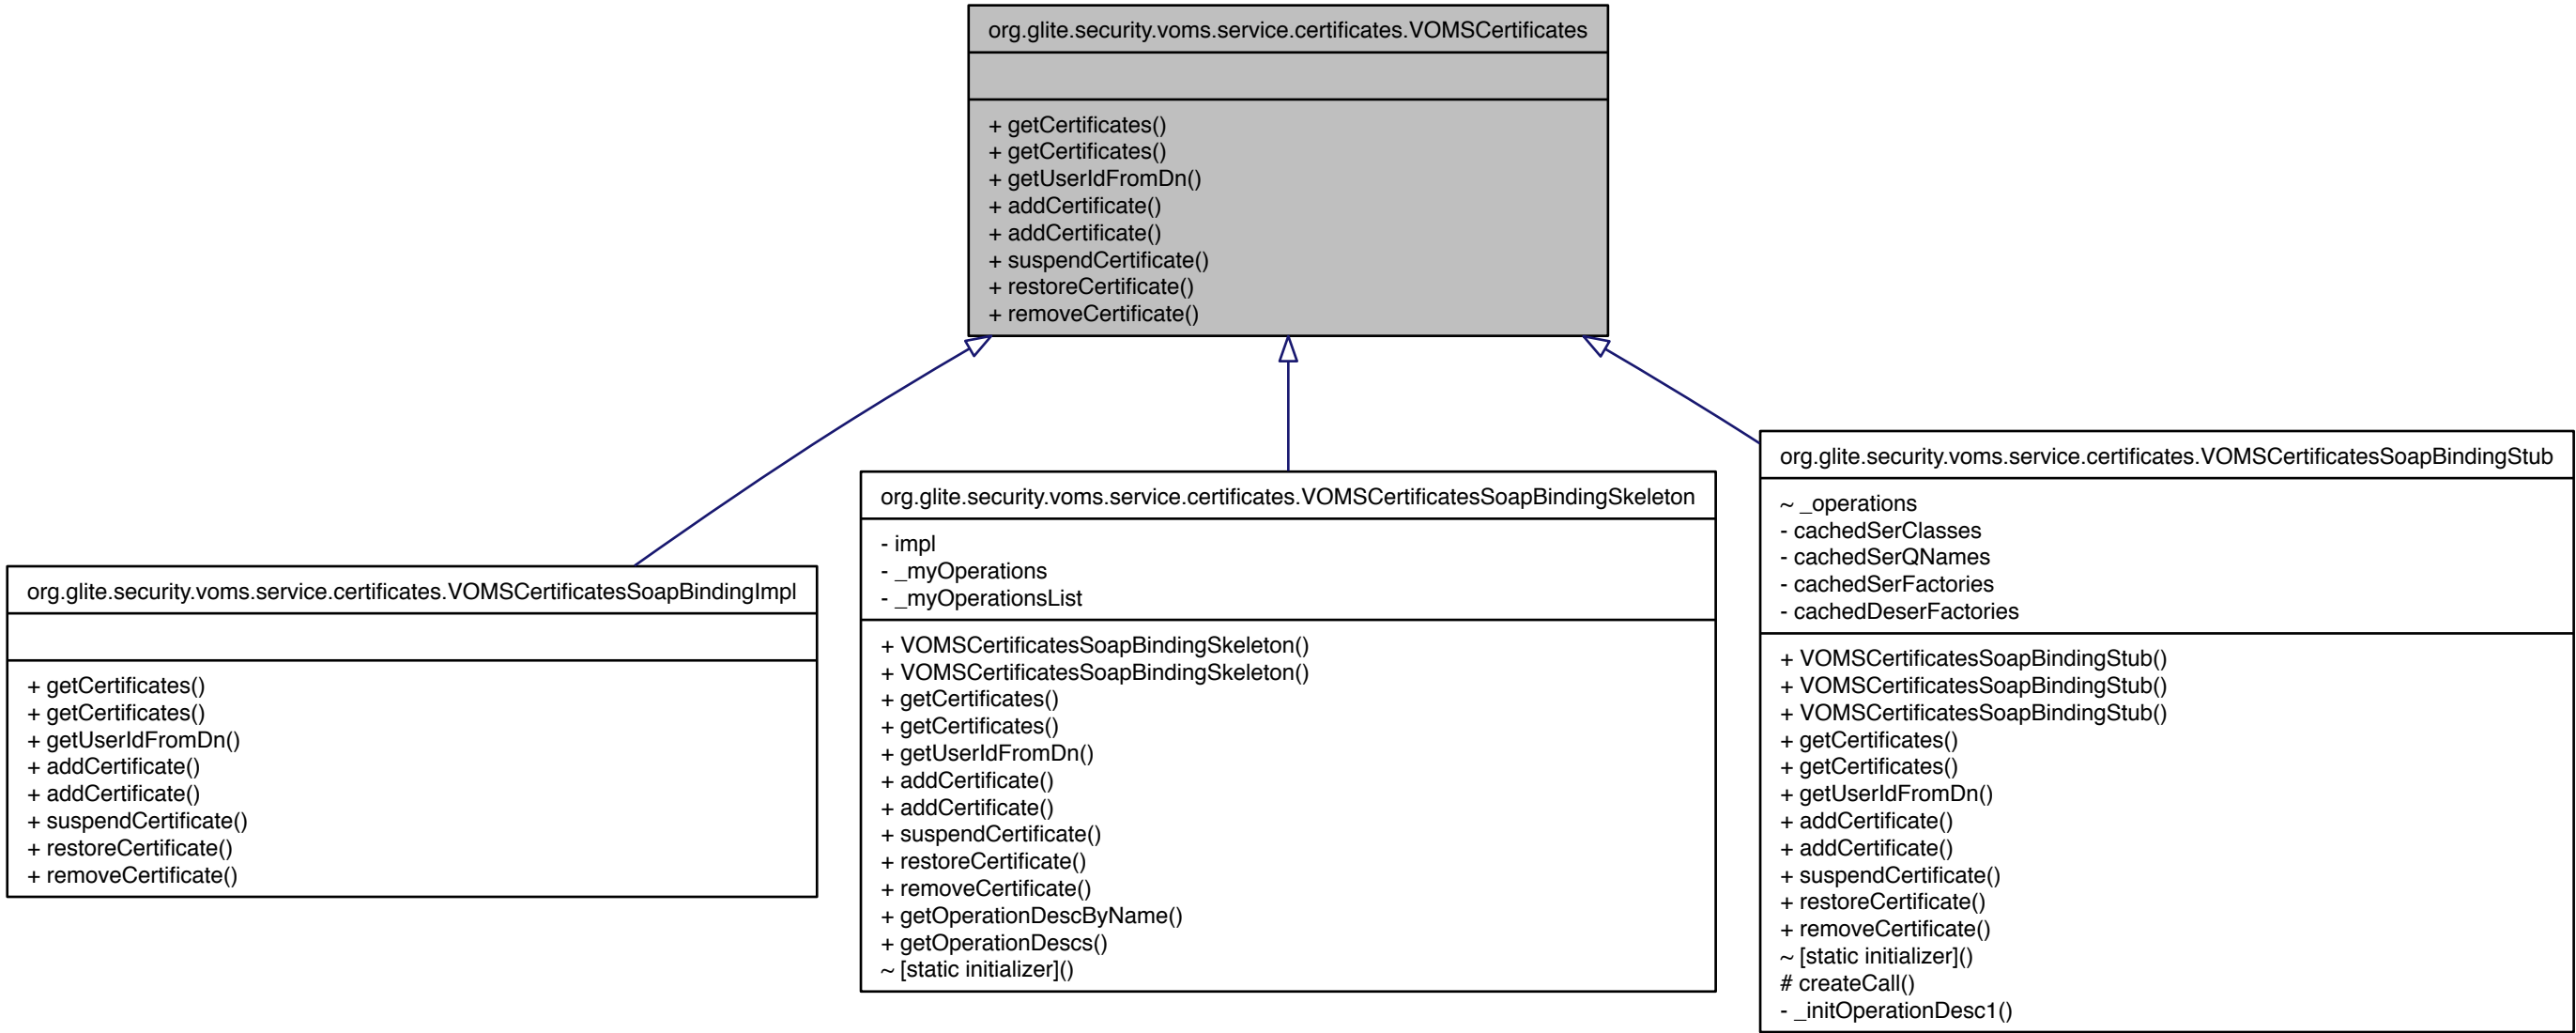 org.glite.security.voms.service.certificates.VOMSCertificates
+ getCertificates()
+ getCertificates()
+ getUserIdFromDn()
+ addCertificate()
+ addCertificate()
+ suspendCertificate()
+ restoreCertificate()
+ removeCertificate()
org.glite.security.voms.service.certificates.VOMSCertificatesSoapBindingImpl
+ getCertificates()
+ getCertificates()
+ getUserIdFromDn()
+ addCertificate()
+ addCertificate()
+ suspendCertificate()
+ restoreCertificate()
+ removeCertificate()
org.glite.security.voms.service.certificates.VOMSCertificatesSoapBindingSkeleton
- impl
- _myOperations
- _myOperationsList
+ VOMSCertificatesSoapBindingSkeleton()
+ VOMSCertificatesSoapBindingSkeleton()
+ getCertificates()
+ getCertificates()
+ getUserIdFromDn()
+ addCertificate()
+ addCertificate()
+ suspendCertificate()
+ restoreCertificate()
+ removeCertificate()
+ getOperationDescByName()
+ getOperationDescs()
~ [static initializer]()
org.glite.security.voms.service.certificates.VOMSCertificatesSoapBindingStub
~ _operations
- cachedSerClasses
- cachedSerQNames
- cachedSerFactories
- cachedDeserFactories
+ VOMSCertificatesSoapBindingStub()
+ VOMSCertificatesSoapBindingStub()
+ VOMSCertificatesSoapBindingStub()
+ getCertificates()
+ getCertificates()
+ getUserIdFromDn()
+ addCertificate()
+ addCertificate()
+ suspendCertificate()
+ restoreCertificate()
+ removeCertificate()
~ [static initializer]()
# createCall()
- _initOperationDesc1()